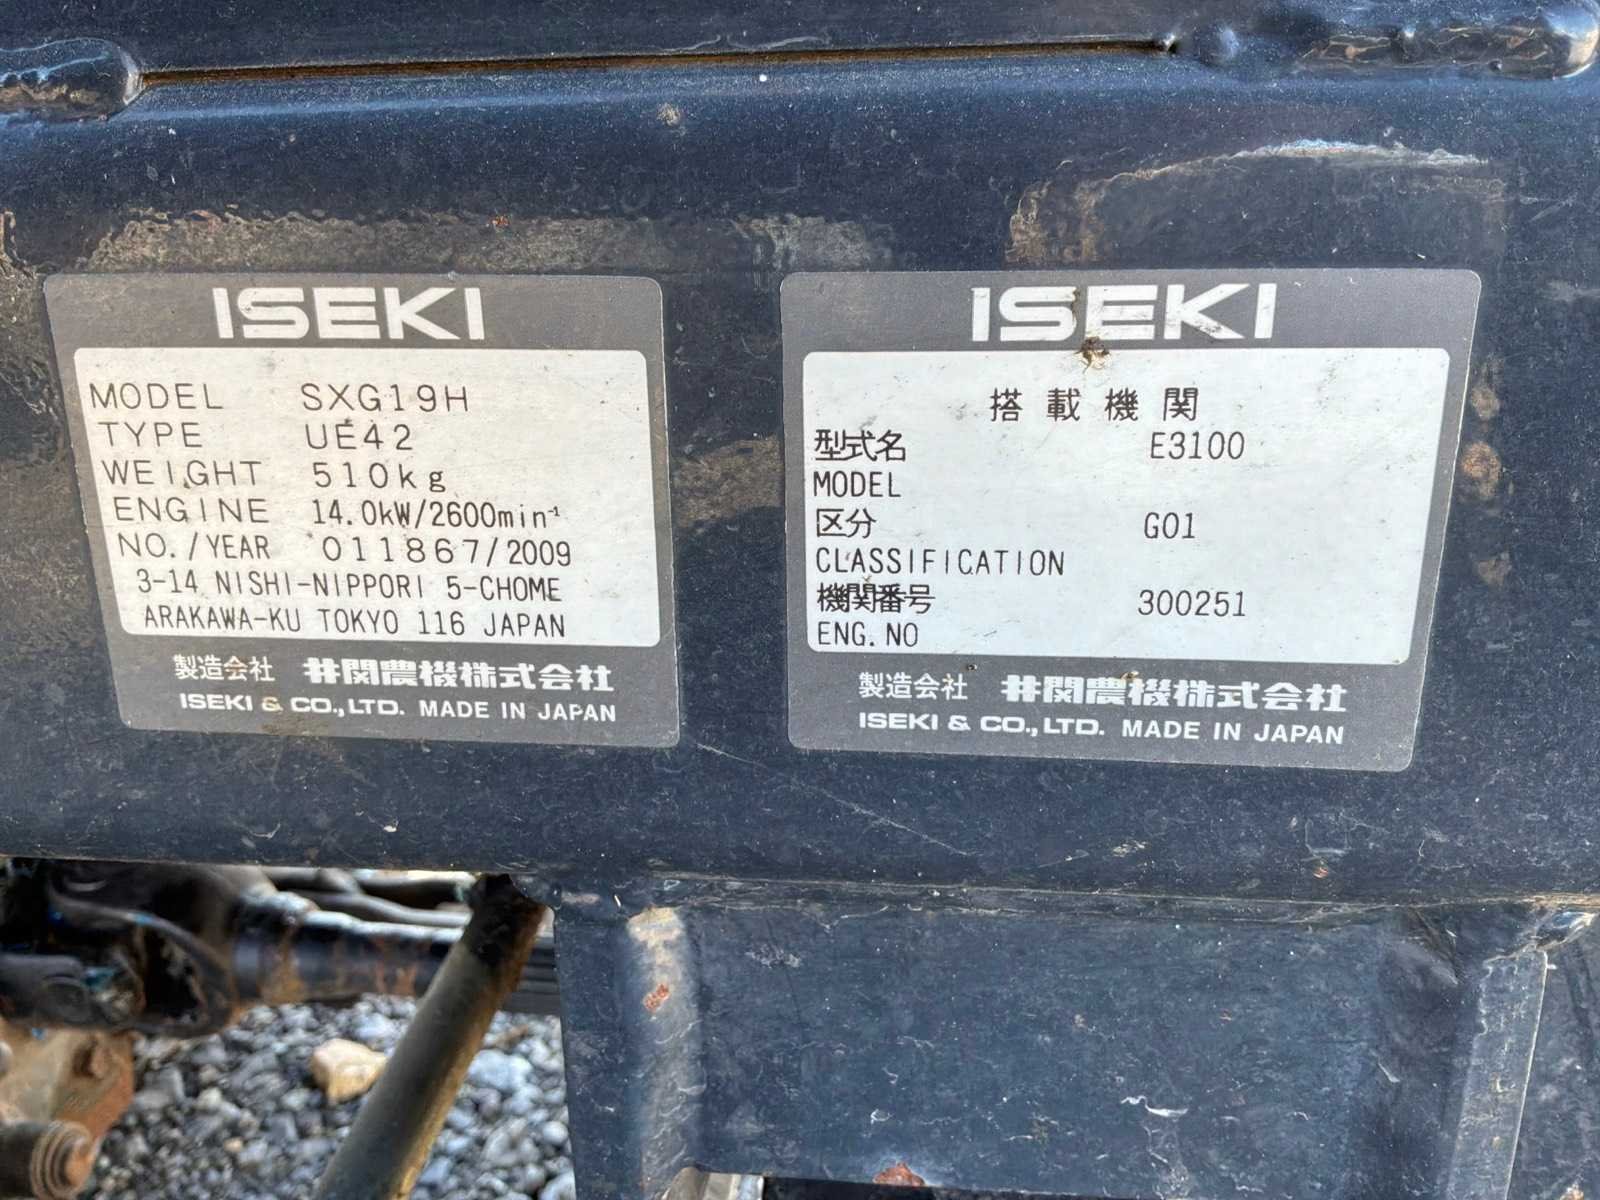 ISEKI
MODEL SXG19H
TYPE UE42
WEIGHT 510kg
ENGINE 14.0kW/2600min⁻¹
NO./YEAR 011867/2009
3-14 NISHI-NIPPORI 5-CHOME
ARAKAWA-KU TOKYO 116 JAPAN
製造会社 井関農機株式会社
ISEKI & CO.,LTD. MADE IN JAPAN
ISEKI
搭載機関
型式名 E3100
MODEL
区分 G01
CLASSIFICATION
機関番号 300251
ENG.NO
製造会社 井関農機株式会社
ISEKI & CO.,LTD. MADE IN JAPAN